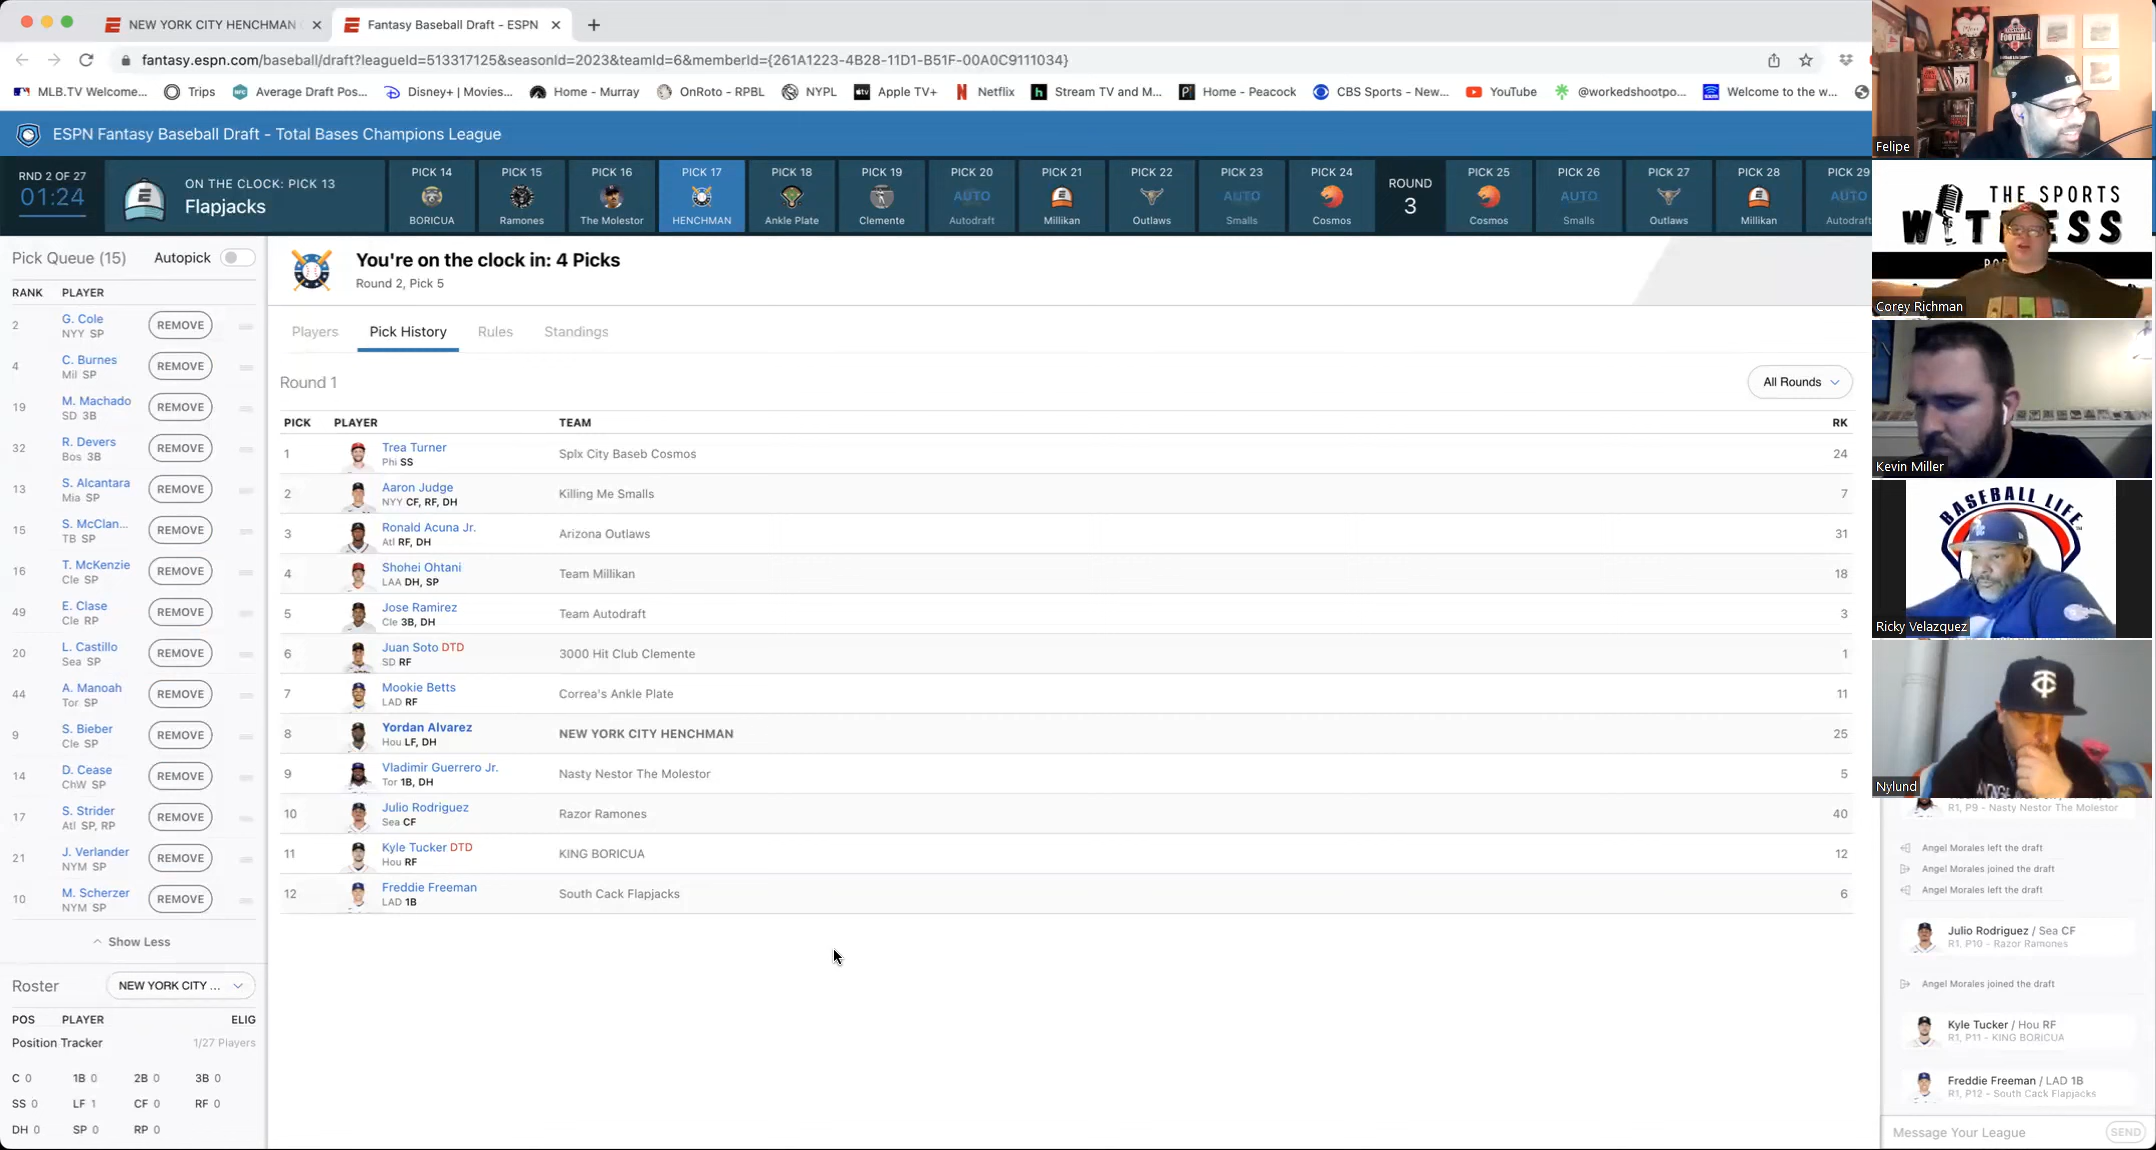 NEW YORK CITY HENCHMAN
Fantasy Baseball Draft - ESPN
fantasy.espn.com/baseball/draft?leagueId=513317125&seasonId=2023&teamId=6&memberId={261A1223-4B28-11D1-B51F-00A0C9111034}
MLB.TV Welcome... Trips Average Draft Pos... Disney+ | Movies... Home - Murray OnRoto - RPBL NYPL Apple TV+ Netflix Stream TV and M... Home - Peacock CBS Sports - New... YouTube @workedshootpo... Welcome to the w...
ESPN Fantasy Baseball Draft - Total Bases Champions League
RND 2 OF 27
01:24
ON THE CLOCK: PICK 13
Flapjacks
PICK 14
BORICUA
PICK 15
Ramones
PICK 16
The Molestor
PICK 17
HENCHMAN
PICK 18
Ankle Plate
PICK 19
Clemente
PICK 20
AUTO
Autodraft
PICK 21
Millikan
PICK 22
Outlaws
PICK 23
AUTO
Smalls
PICK 24
Cosmos
ROUND
3
PICK 25
Cosmos
PICK 26
AUTO
Smalls
PICK 27
Outlaws
PICK 28
Millikan
PICK 29
AUTO
Autodraft
Pick Queue (15) Autopick
RANK PLAYER
2 G. Cole REMOVE
NYY SP
4 C. Burnes REMOVE
Mil SP
19 M. Machado REMOVE
SD 3B
32 R. Devers REMOVE
Bos 3B
13 S. Alcantara REMOVE
Mia SP
15 S. McClan... REMOVE
TB SP
16 T. McKenzie REMOVE
Cle SP
49 E. Clase REMOVE
Cle RP
20 L. Castillo REMOVE
Sea SP
44 A. Manoah REMOVE
Tor SP
9 S. Bieber REMOVE
Cle SP
14 D. Cease REMOVE
ChW SP
17 S. Strider REMOVE
Atl SP, RP
21 J. Verlander REMOVE
NYM SP
10 M. Scherzer REMOVE
NYM SP
Show Less
Roster NEW YORK CITY ...
POS PLAYER ELIG
Position Tracker 1/27 Players
C 0 1B 0 2B 0 3B 0
SS 0 LF 1 CF 0 RF 0
DH 0 SP 0 RP 0
You're on the clock in: 4 Picks
Round 2, Pick 5
Players Pick History Rules Standings
Round 1
All Rounds
PICK PLAYER TEAM RK
1 Trea Turner Splx City Baseb Cosmos 24
Phi SS
2 Aaron Judge Killing Me Smalls 7
NYY CF, RF, DH
3 Ronald Acuna Jr. Arizona Outlaws 31
Atl RF, DH
4 Shohei Ohtani Team Millikan 18
LAA DH, SP
5 Jose Ramirez Team Autodraft 3
Cle 3B, DH
6 Juan Soto DTD 3000 Hit Club Clemente 1
SD RF
7 Mookie Betts Correa's Ankle Plate 11
LAD RF
8 Yordan Alvarez NEW YORK CITY HENCHMAN 25
Hou LF, DH
9 Vladimir Guerrero Jr. Nasty Nestor The Molestor 5
Tor 1B, DH
10 Julio Rodriguez Razor Ramones 40
Sea CF
11 Kyle Tucker DTD KING BORICUA 12
Hou RF
12 Freddie Freeman South Cack Flapjacks 6
LAD 1B
Felipe
THE SPORTS
W TNESS
Corey Richman
Kevin Miller
BASEBALL LIFE
Ricky Velazquez
TC
Nylund
R1, P9 - Nasty Nestor The Molestor
Angel Morales left the draft
Angel Morales joined the draft
Angel Morales left the draft
Julio Rodriguez / Sea CF
R1, P10 - Razor Ramones
Angel Morales joined the draft
Kyle Tucker / Hou RF
R1, P11 - KING BORICUA
Freddie Freeman / LAD 1B
R1, P12 - South Cack Flapjacks
Message Your League SEND